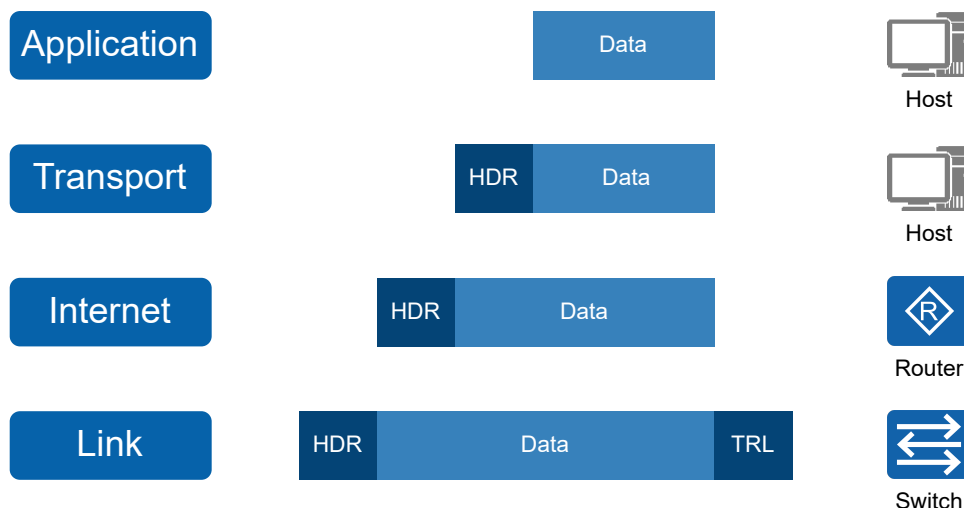 Application
Data
Host
Transport
HDR
Data
Host
Internet
HDR
Data
R
Router
Link
HDR
Data
TRL
Switch